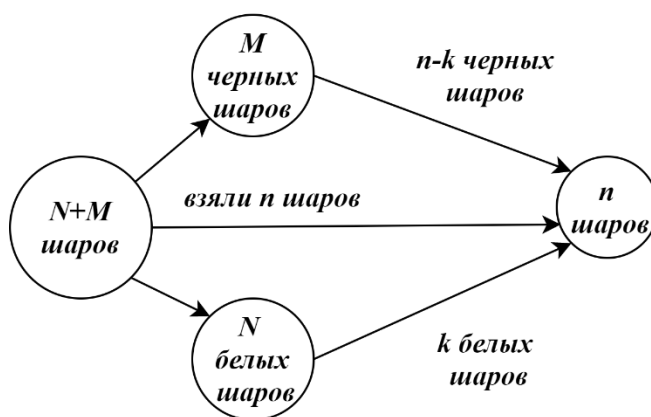 M
черных
шаров
n-k черных
шаров
N+M
шаров
взяли n шаров
n
шаров
N
белых
шаров
k белых
шаров